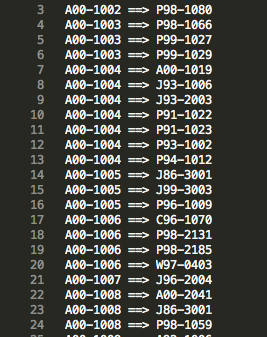 3 A00-1002 ==> P98-1080
4 A00-1003 ==> P98-1066
5 A00-1003 ==> P99-1027
6 A00-1003 ==> P99-1029
7 A00-1004 ==> A00-1019
8 A00-1004 ==> J93-1006
9 A00-1004 ==> J93-2003
10 A00-1004 ==> P91-1022
11 A00-1004 ==> P91-1023
12 A00-1004 ==> P93-1002
13 A00-1004 ==> P94-1012
14 A00-1005 ==> J86-3001
15 A00-1005 ==> J99-3003
16 A00-1005 ==> P96-1009
17 A00-1006 ==> C96-1070
18 A00-1006 ==> P98-2131
19 A00-1006 ==> P98-2185
20 A00-1006 ==> W97-0403
21 A00-1007 ==> J96-2004
22 A00-1008 ==> A00-2041
23 A00-1008 ==> J86-3001
24 A00-1008 ==> P98-1059